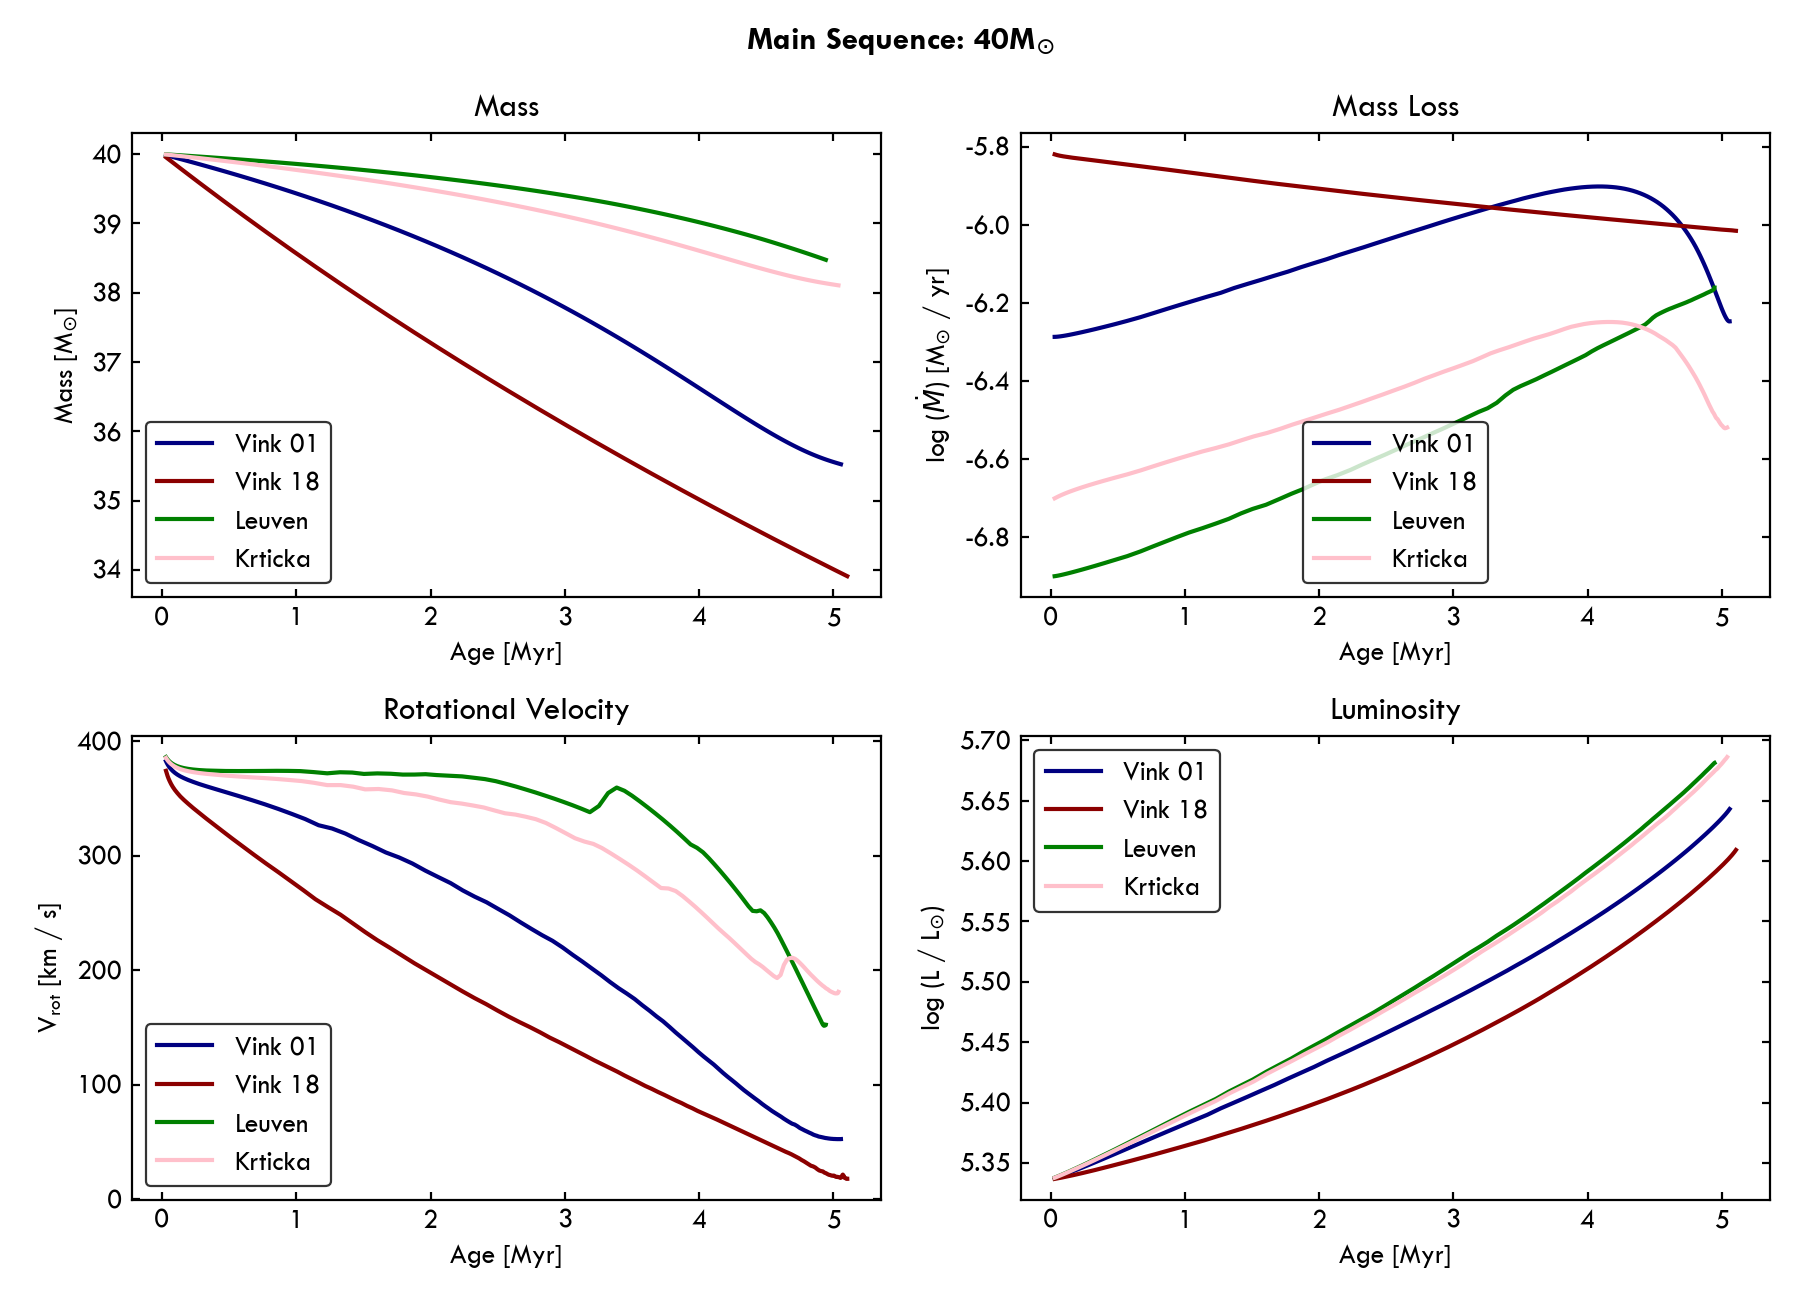 Main Sequence: 40M⊙
Mass
40
39
38
37
36
35
34
Mass [M⊙]
Vink 01
Vink 18
Leuven
Krticka
0 1 2 3 4 5
Age [Myr]
Mass Loss
-5.8
-6.0
-6.2
-6.4
-6.6
-6.8
log (Ṁ) [M⊙ / yr]
Vink 01
Vink 18
Leuven
Krticka
0 1 2 3 4 5
Age [Myr]
Rotational Velocity
400
300
200
100
0
Vrot [km / s]
Vink 01
Vink 18
Leuven
Krticka
0 1 2 3 4 5
Age [Myr]
Luminosity
5.70
5.65
5.60
5.55
5.50
5.45
5.40
5.35
log (L / L⊙)
Vink 01
Vink 18
Leuven
Krticka
0 1 2 3 4 5
Age [Myr]